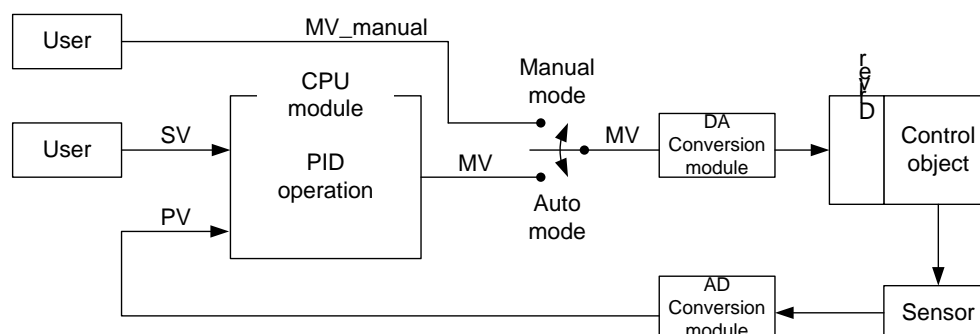 User
MV_manual
Manual
mode
CPU
module
Driver
User
SV
PID
operation
MV
MV
DA
Conversion
module
Control
object
PV
Auto
mode
AD
Conversion
module
Sensor